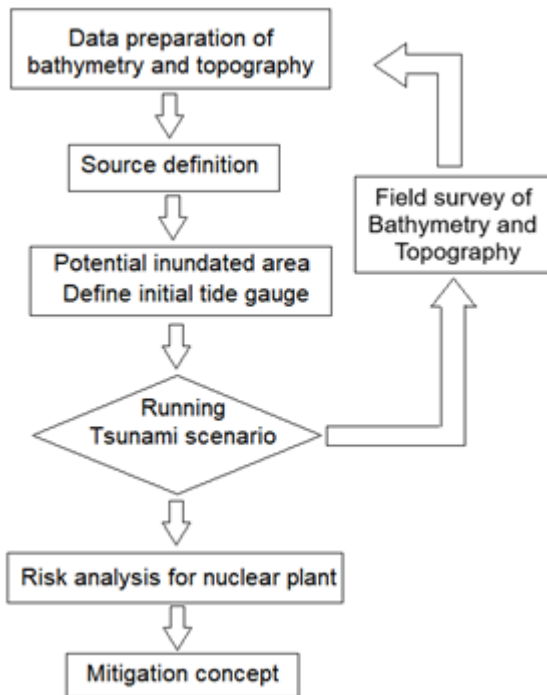 Data preparation of
bathymetry and topography
Source definition
Potential inundated area
Define initial tide gauge
Running
Tsunami scenario
Field survey of
Bathymetry and
Topography
Risk analysis for nuclear plant
Mitigation concept